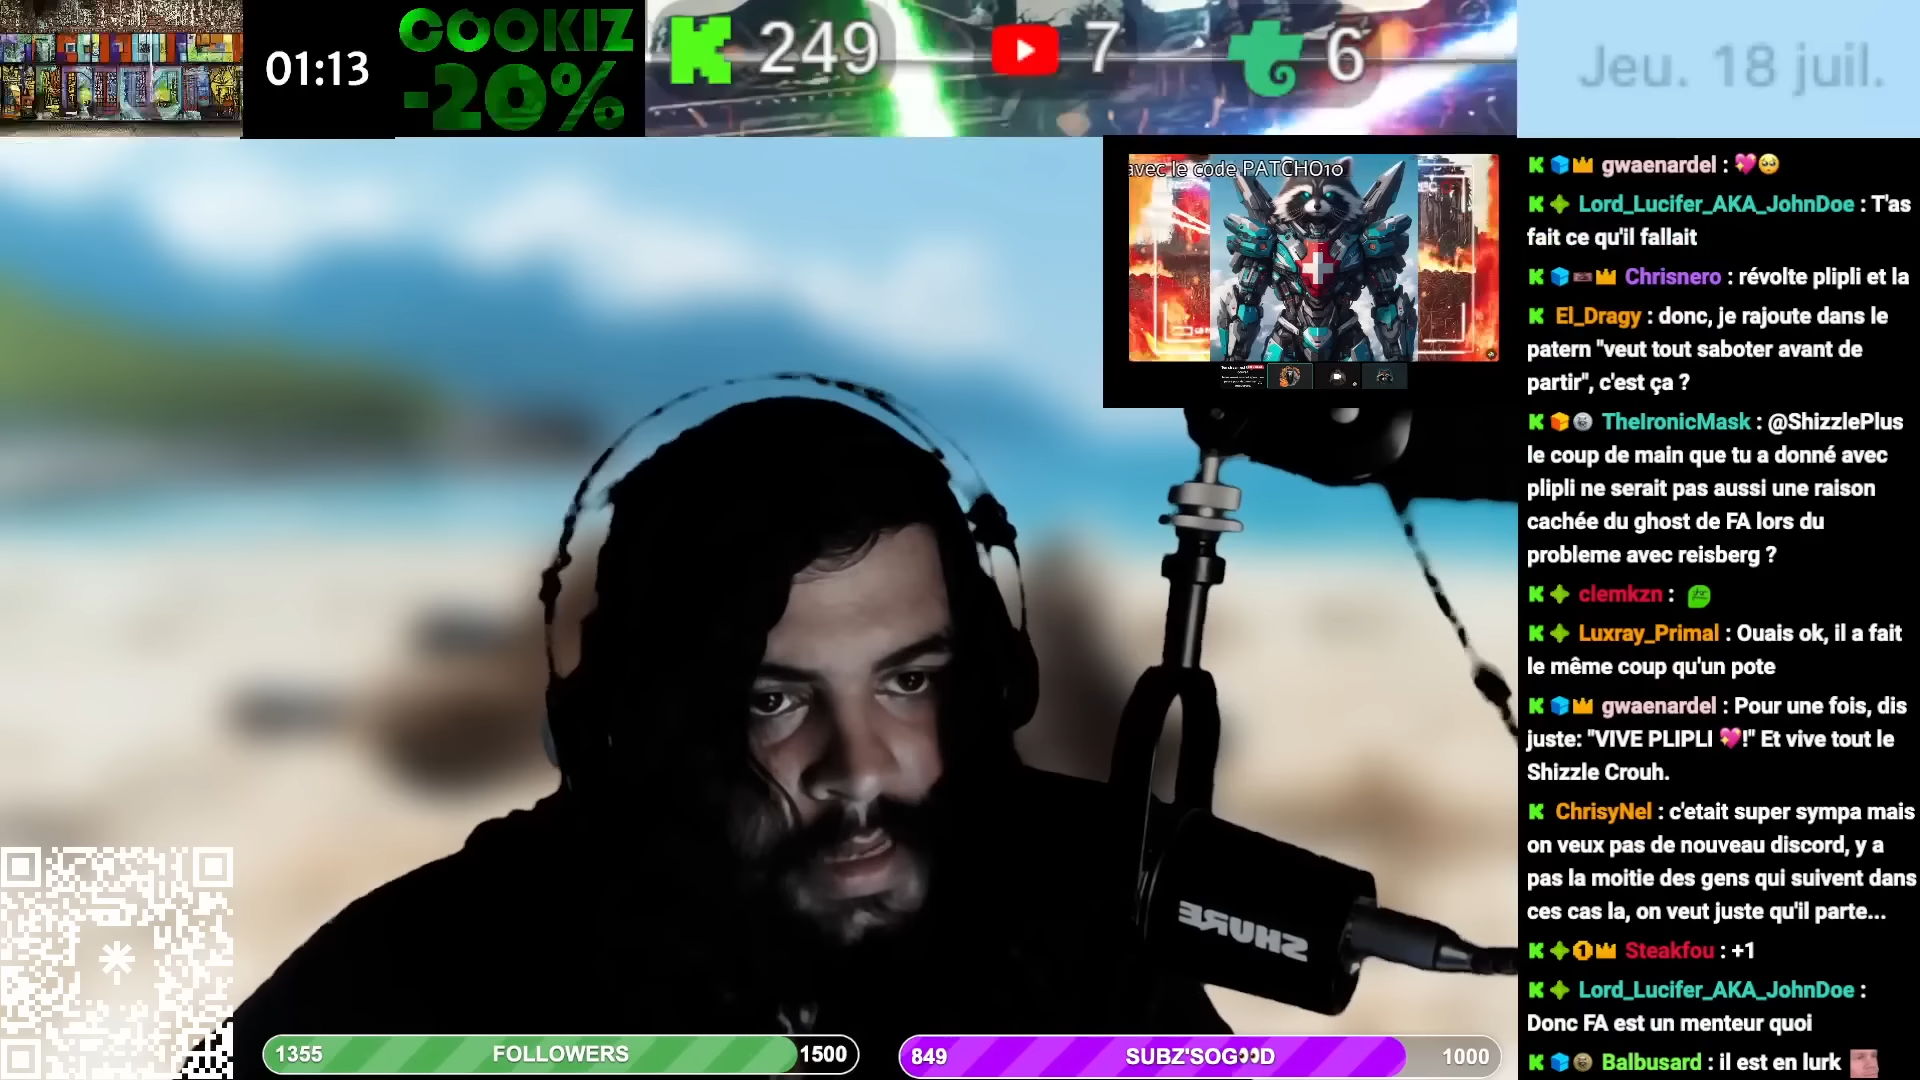 01:13
COOKIZ
-20%
249
7
6
Jeu. 18 juil.
avec le code PATCHO10
gwaenardel :
Lord_Lucifer_AKA_JohnDoe : T'as
fait ce qu'il fallait
Chrisnero : révolte plipli et la
El_Dragy : donc, je rajoute dans le
patern "veut tout saboter avant de
partir", c'est ça ?
TheIronicMask : @ShizzlePlus
le coup de main que tu a donné avec
plipli ne serait pas aussi une raison
cachée du ghost de FA lors du
probleme avec reisberg ?
clemkzn :
Luxray_Primal : Ouais ok, il a fait
le même coup qu'un pote
gwaenardel : Pour une fois, dis
juste: "VIVE PLIPLI 💖!" Et vive tout le
Shizzle Crouh.
ChrisyNel : c'etait super sympa mais
on veux pas de nouveau discord, y a
pas la moitie des gens qui suivent dans
ces cas la, on veut juste qu'il parte...
Steakfou : +1
Lord_Lucifer_AKA_JohnDoe :
Donc FA est un menteur quoi
Balbusard : il est en lurk
SHURE
1355 FOLLOWERS 1500
849 SUBZ'SOG👀D 1000